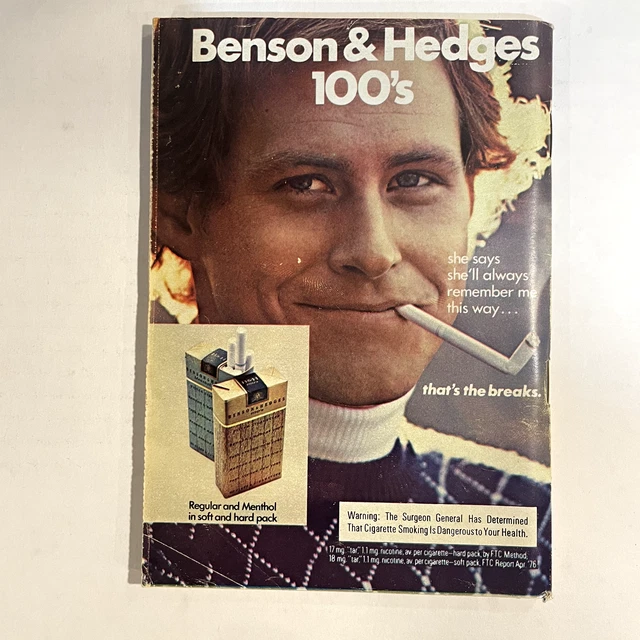 Benson & Hedges
100's
she says
she'll always
remember me
this way...
that's the breaks.
BENSON & HEDGES
Regular and Menthol
in soft and hard pack
Warning: The Surgeon General Has Determined
That Cigarette Smoking Is Dangerous to Your Health.
17 mg. "tar," 1.1 mg. nicotine, av. per cigarette—hard pack, by FTC Method.
18 mg. "tar," 1.1 mg. nicotine, av. per cigarette—soft pack, FTC Report Apr. '76